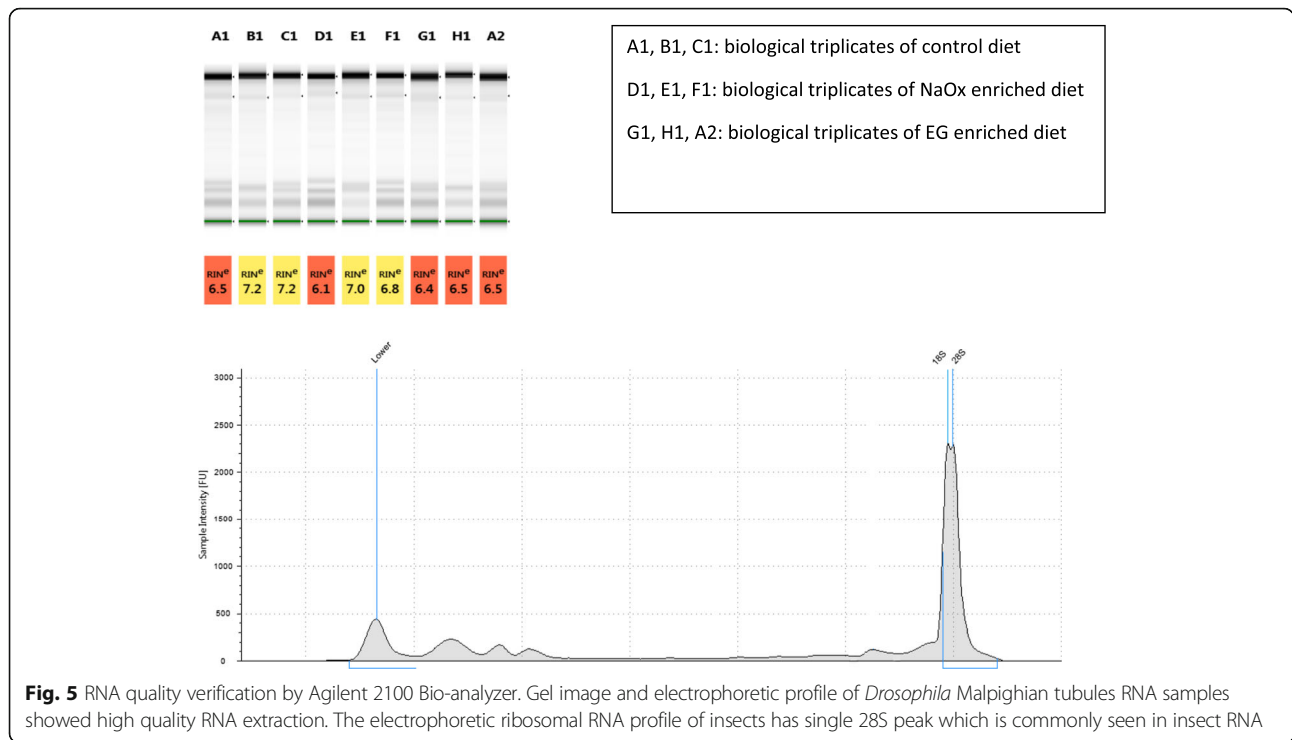 A1 B1 C1 D1 E1 F1 G1 H1 A2
A1, B1, C1: biological triplicates of control diet
D1, E1, F1: biological triplicates of NaOx enriched diet
G1, H1, A2: biological triplicates of EG enriched diet
RINe RINe RINe RINe RINe RINe RINe RINe RINe
6.5 7.2 7.2 6.1 7.0 6.8 6.4 6.5 6.5
Lower
18S
28S
Sample Intensity [FU]
3000
2500
2000
1500
1000
500
0
Fig. 5 RNA quality verification by Agilent 2100 Bio-analyzer. Gel image and electrophoretic profile of Drosophila Malpighian tubules RNA samples
showed high quality RNA extraction. The electrophoretic ribosomal RNA profile of insects has single 28S peak which is commonly seen in insect RNA